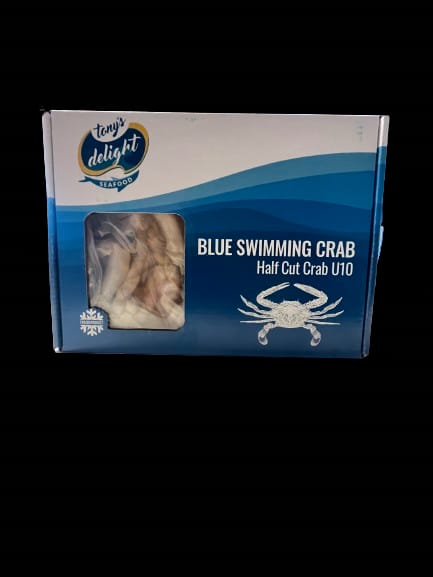 tony's
delight
SEAFOOD
BLUE SWIMMING CRAB
Half Cut Crab U10